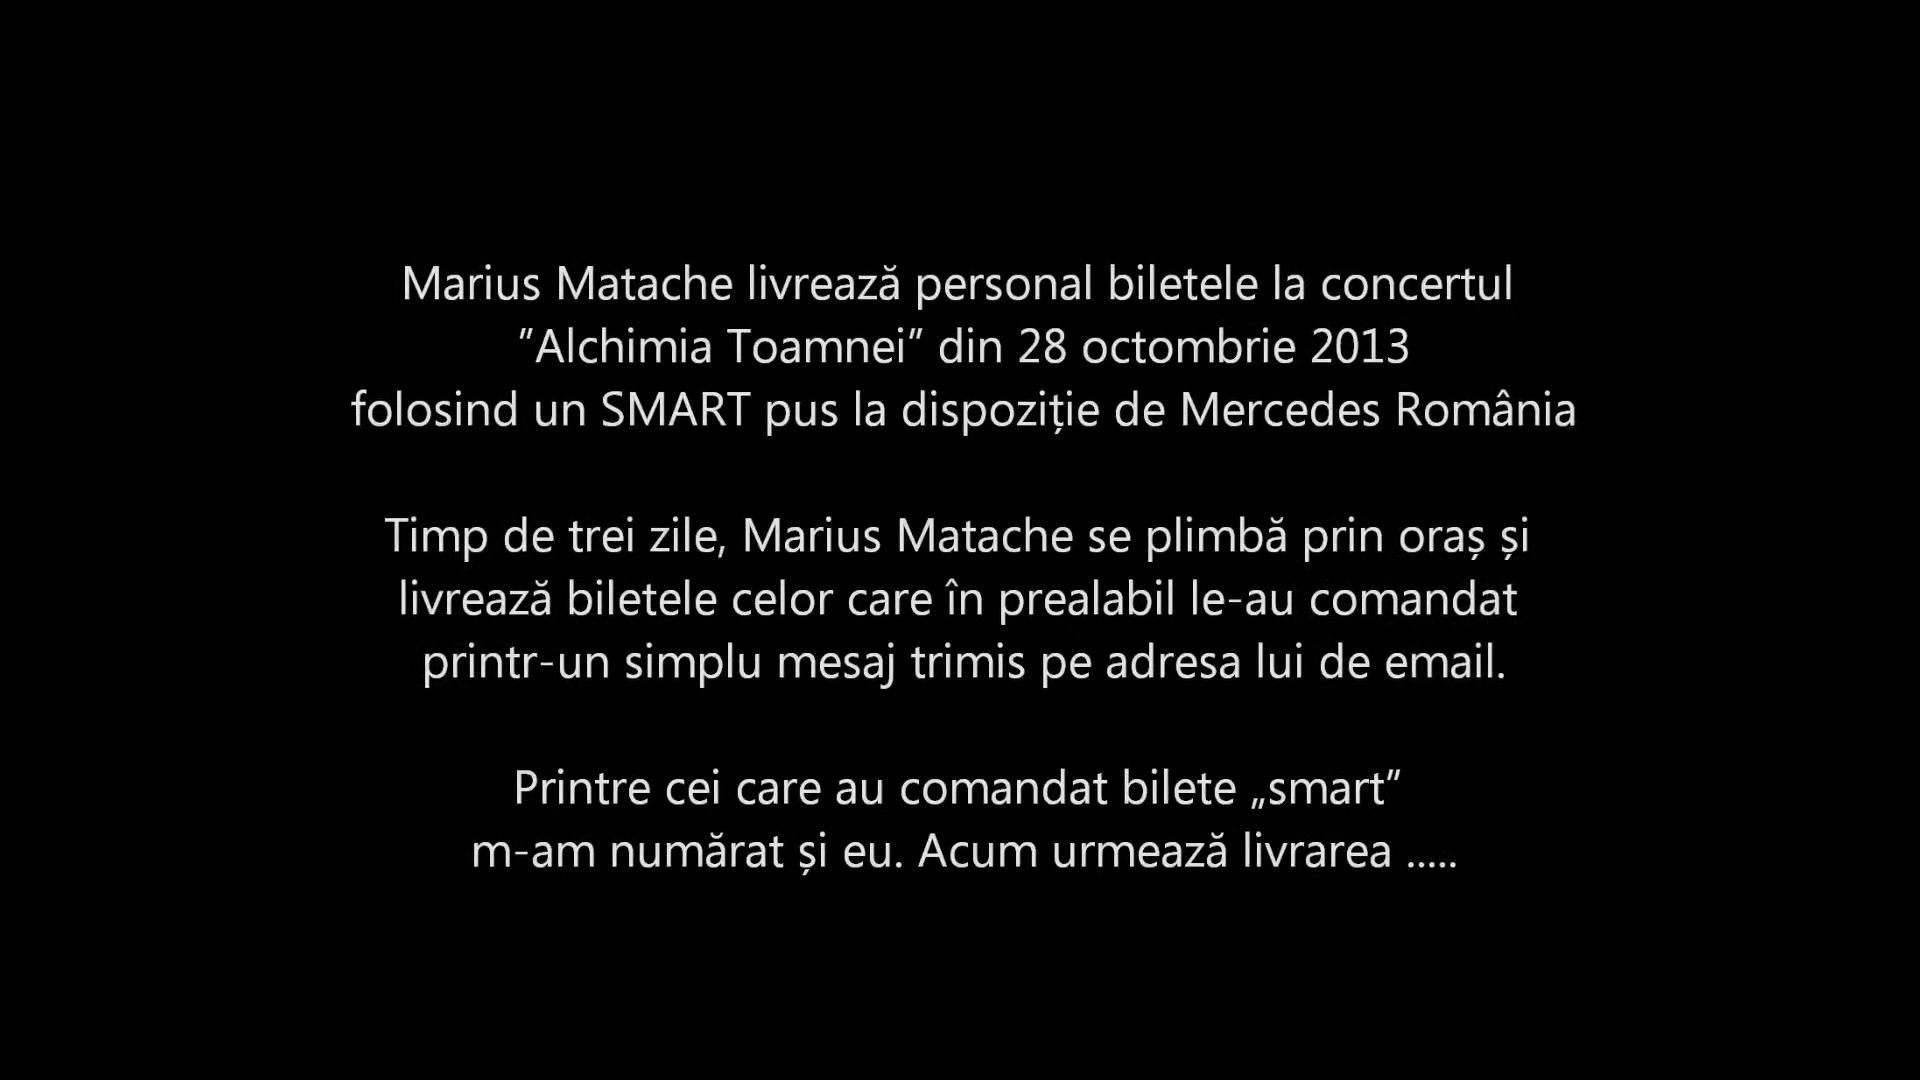 Marius Matache livrează personal biletele la concertul
”Alchimia Toamnei” din 28 octombrie 2013
folosind un SMART pus la dispoziție de Mercedes România
Timp de trei zile, Marius Matache se plimbă prin oraș și
livrează biletele celor care în prealabil le-au comandat
printr-un simplu mesaj trimis pe adresa lui de email.
Printre cei care au comandat bilete „smart”
m-am numărat și eu. Acum urmează livrarea .....